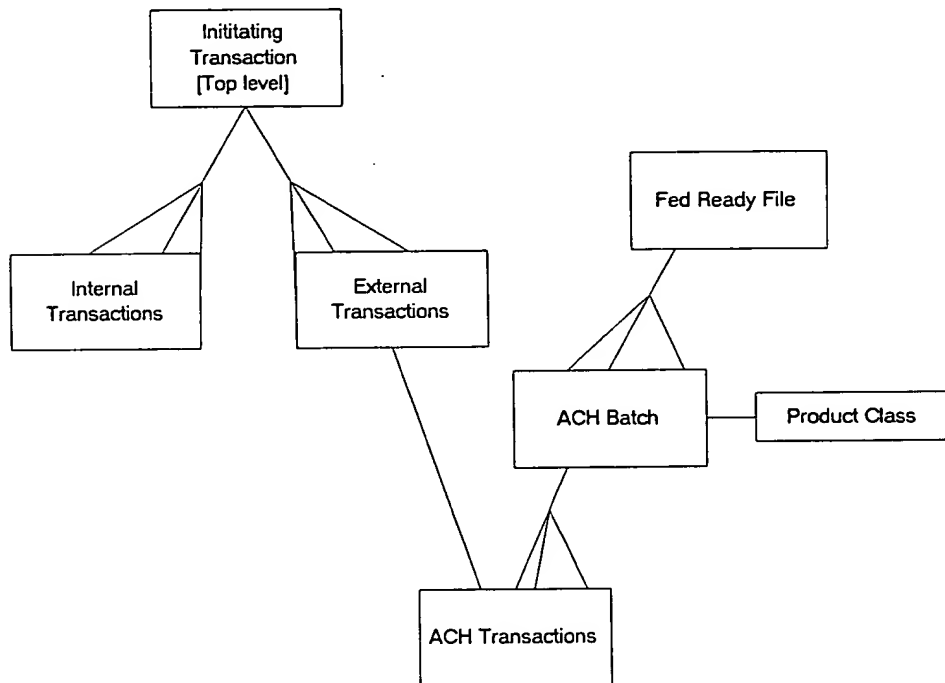 Inititating
Transaction
[Top level]
Fed Ready File
Internal
Transactions
External
Transactions
ACH Batch
Product Class
ACH Transactions